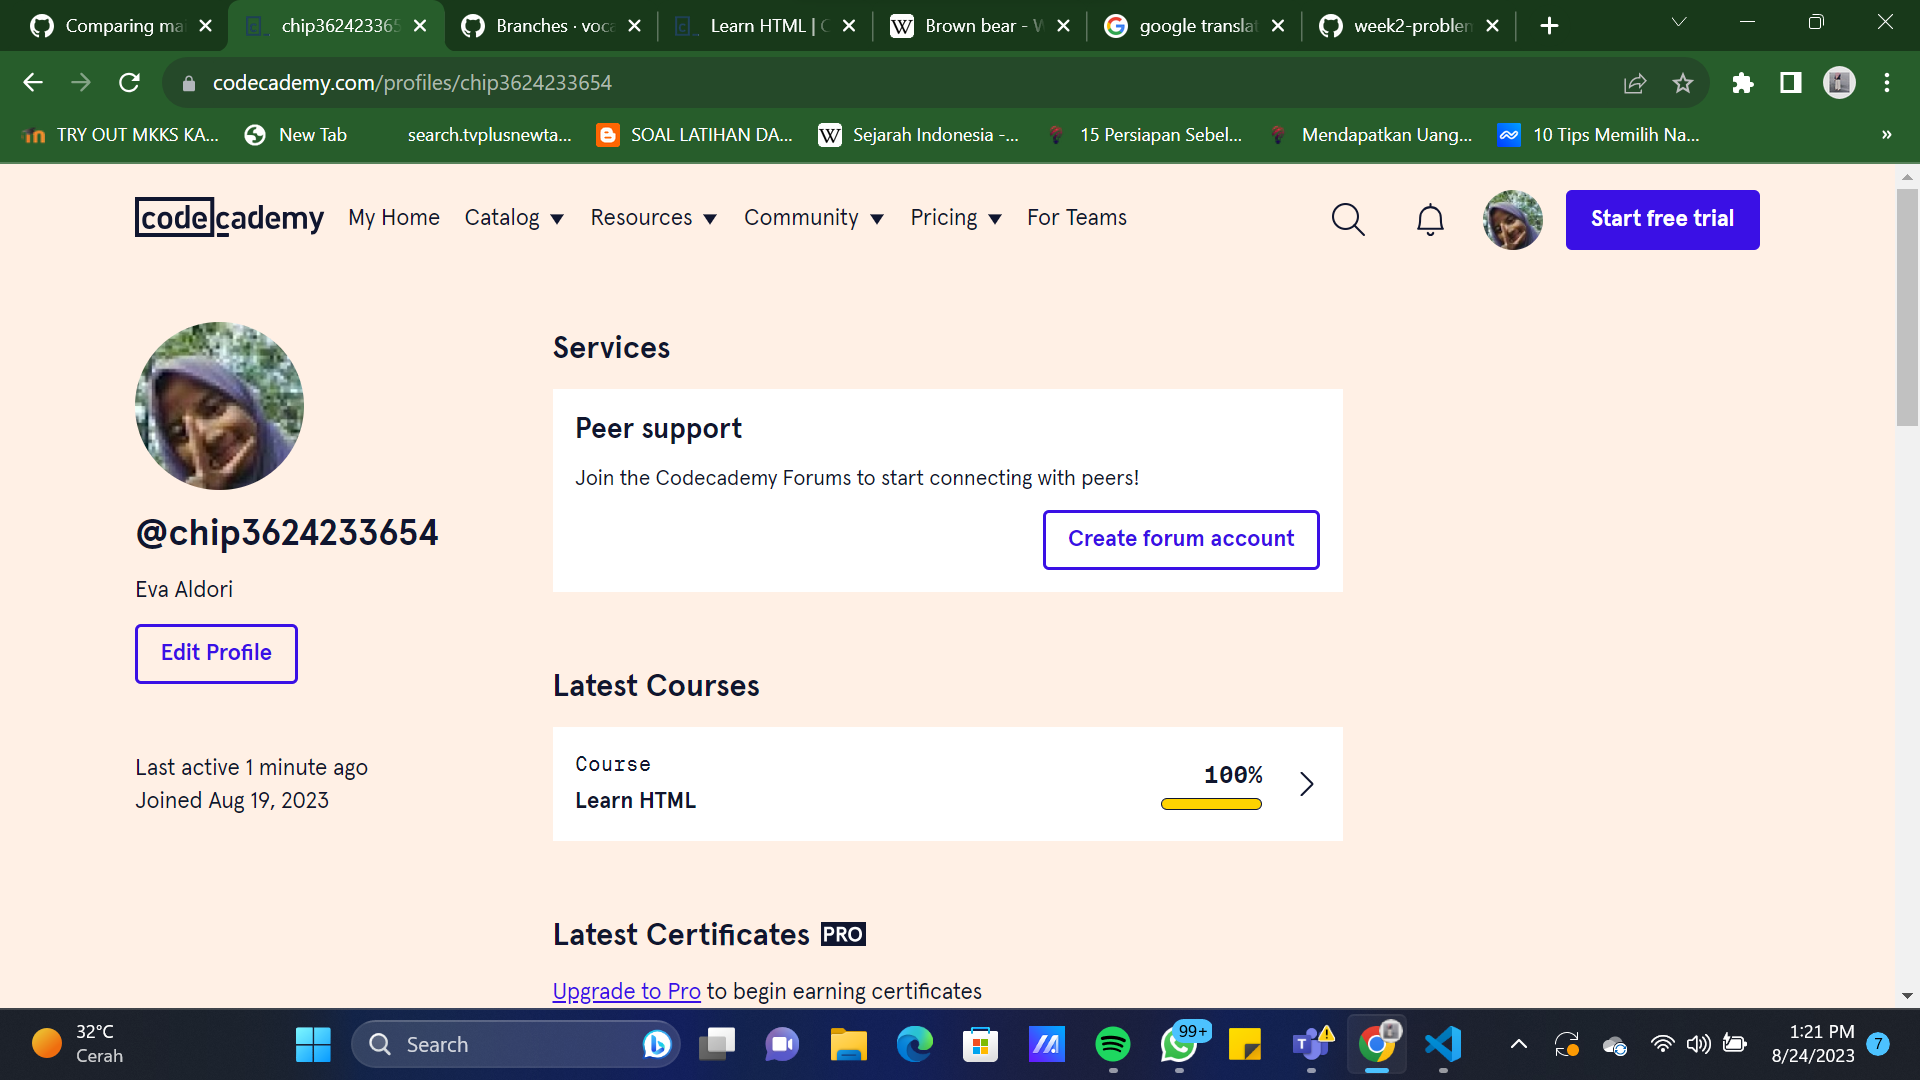 Comparing ma
chip362423365
Branches · voca
Learn HTML | C
Brown bear - W
google translat
week2-problem
codecademy.com/profiles/chip3624233654
TRY OUT MKKS KA...
New Tab
search.tvplusnewta...
SOAL LATIHAN DA...
Sejarah Indonesia -...
15 Persiapan Sebel...
Mendapatkan Uang...
10 Tips Memilih Na...
»
codecademy
My Home
Catalog
Resources
Community
Pricing
For Teams
Start free trial
@chip3624233654
Eva Aldori
Edit Profile
Last active 1 minute ago
Joined Aug 19, 2023
Services
Peer support
Join the Codecademy Forums to start connecting with peers!
Create forum account
Latest Courses
Course
Learn HTML
100%
Latest Certificates PRO
Upgrade to Pro to begin earning certificates
32°C
Cerah
Search
99+
1:21 PM
8/24/2023
7